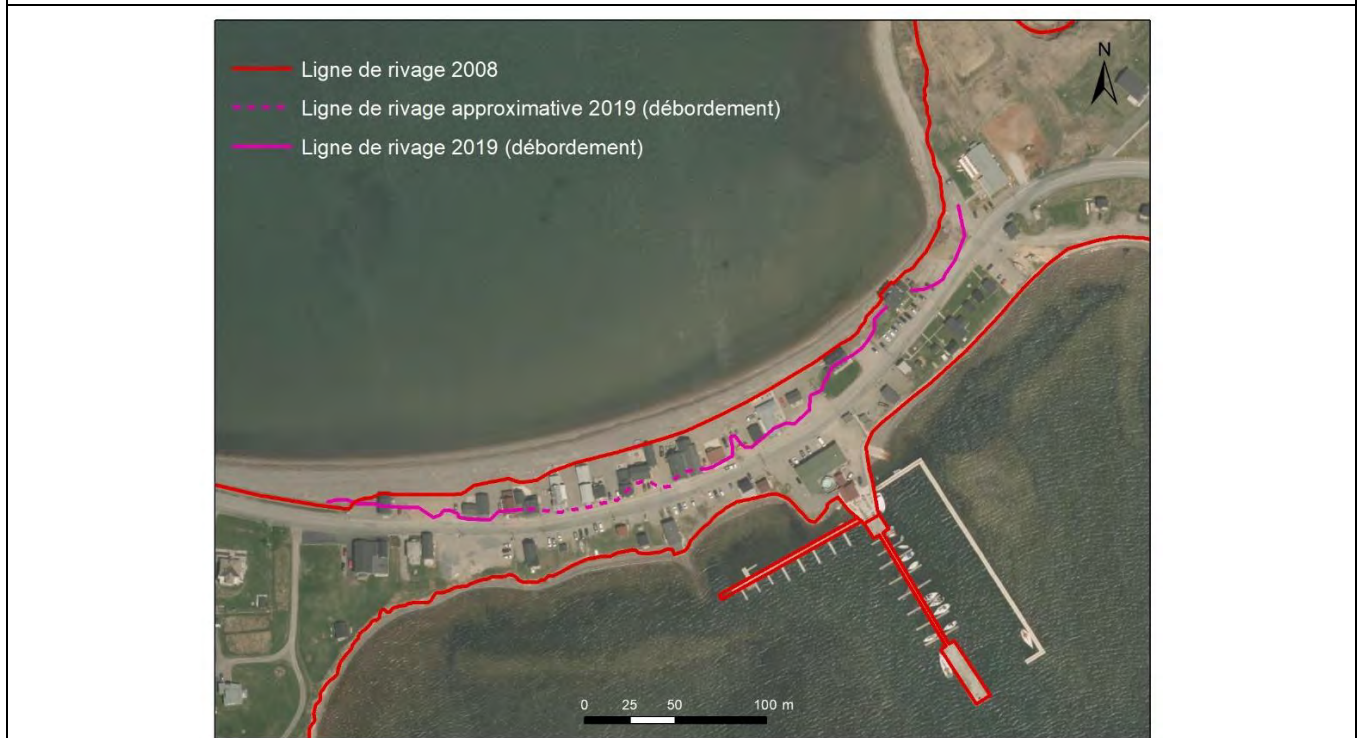 Ligne de rivage 2008
Ligne de rivage approximative 2019 (débordement)
Ligne de rivage 2019 (débordement)
N
0 25 50 100 m